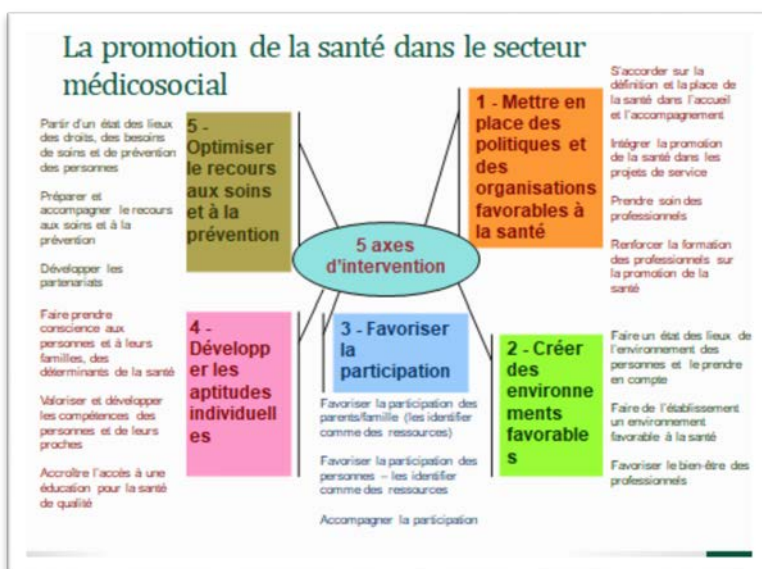 La promotion de la santé dans le secteur
médicosocial
5 axes
d'intervention
1 - Mettre en
place des
politiques et
des
organisations
favorables à
la santé
S'accorder sur la
définition et la place de
la santé dans l'accueil
et l'accompagnement
Intégrer la promotion
de la santé dans les
projets de service
Prendre soin des
professionnels
Renforcer la formation
des professionnels sur
la promotion de la
santé
2 - Créer
des
environne
ments
favorable
s
Faire un état des lieux de
l'environnement des
personnes et le prendre
en compte
Faire de l'établissement
un environnement
favorable à la santé
Favoriser le bien-être des
professionnels
3 - Favoriser
la
participation
Favoriser la participation des
parents/famille (les identifier
comme des ressources)
Favoriser la participation des
personnes – les identifier
comme des ressources
Accompagner la participation
4 -
Développ
er les
aptitudes
individuell
es
Faire prendre
conscience aux
personnes et à leurs
familles, des
déterminants de la santé
Valoriser et développer
les compétences des
personnes et de leurs
proches
Accroître l'accès à une
éducation pour la santé
de qualité
5 -
Optimiser
le recours
aux soins
et à la
prévention
Partir d'un état des lieux
des droits, des besoins
de soins et de prévention
des personnes
Préparer et
accompagner le recours
aux soins et à la
prévention
Développer les
partenariats